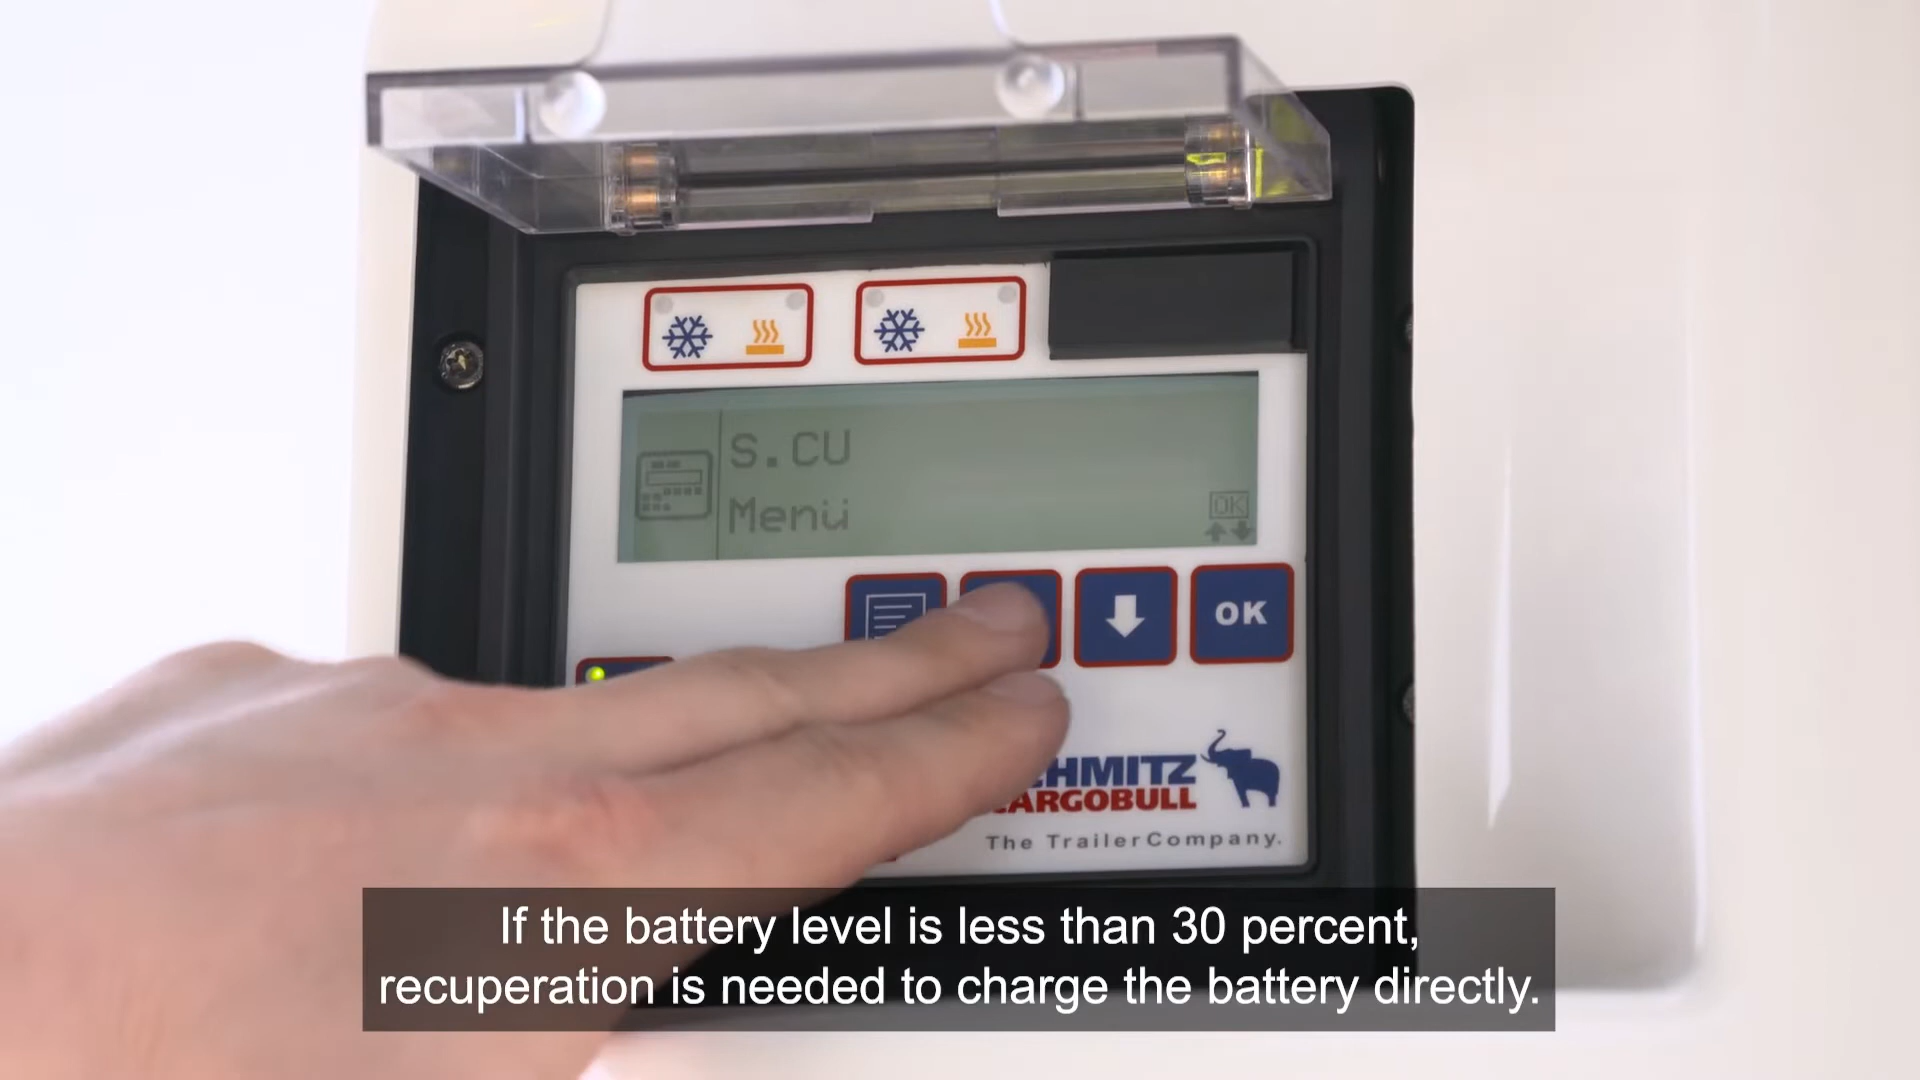 S.CU
Menü
OK
OK
CHMITZ
CARGOBULL
The TrailerCompany.
If the battery level is less than 30 percent,
recuperation is needed to charge the battery directly.